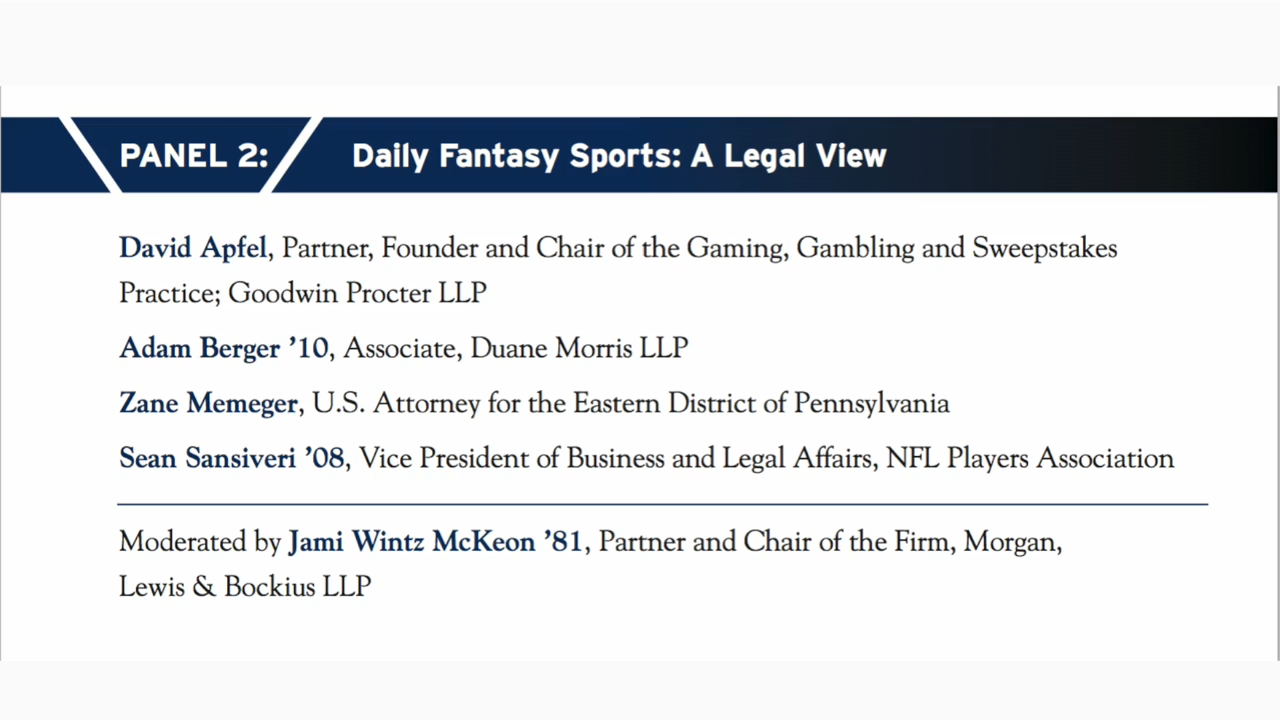 PANEL 2: Daily Fantasy Sports: A Legal View
David Apfel, Partner, Founder and Chair of the Gaming, Gambling and Sweepstakes
Practice; Goodwin Procter LLP
Adam Berger ’10, Associate, Duane Morris LLP
Zane Memeger, U.S. Attorney for the Eastern District of Pennsylvania
Sean Sansiveri ’08, Vice President of Business and Legal Affairs, NFL Players Association
Moderated by Jami Wintz McKeon ’81, Partner and Chair of the Firm, Morgan,
Lewis & Bockius LLP